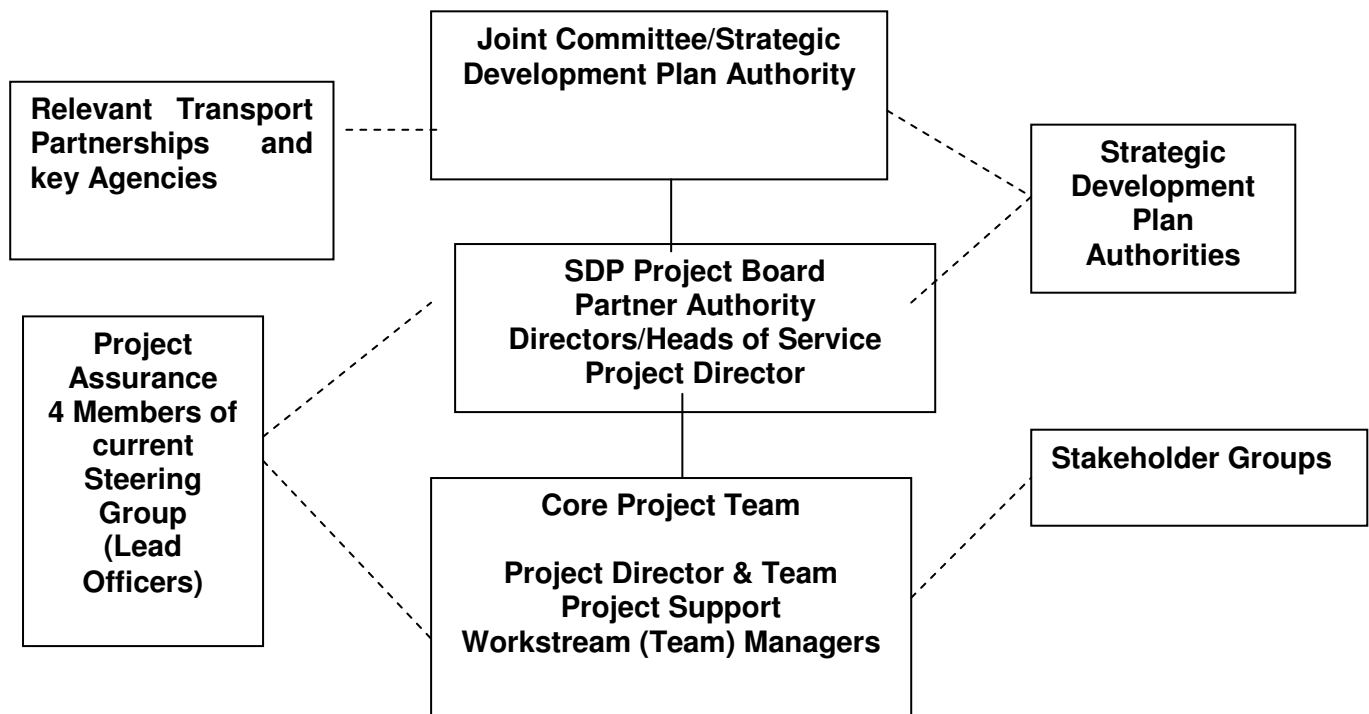 Joint Committee/Strategic
Development Plan Authority
Relevant Transport
Partnerships and
key Agencies
Strategic
Development
Plan
Authorities
SDP Project Board
Partner Authority
Directors/Heads of Service
Project Director
Project
Assurance
4 Members of
current
Steering
Group
(Lead
Officers)
Stakeholder Groups
Core Project Team
Project Director & Team
Project Support
Workstream (Team) Managers